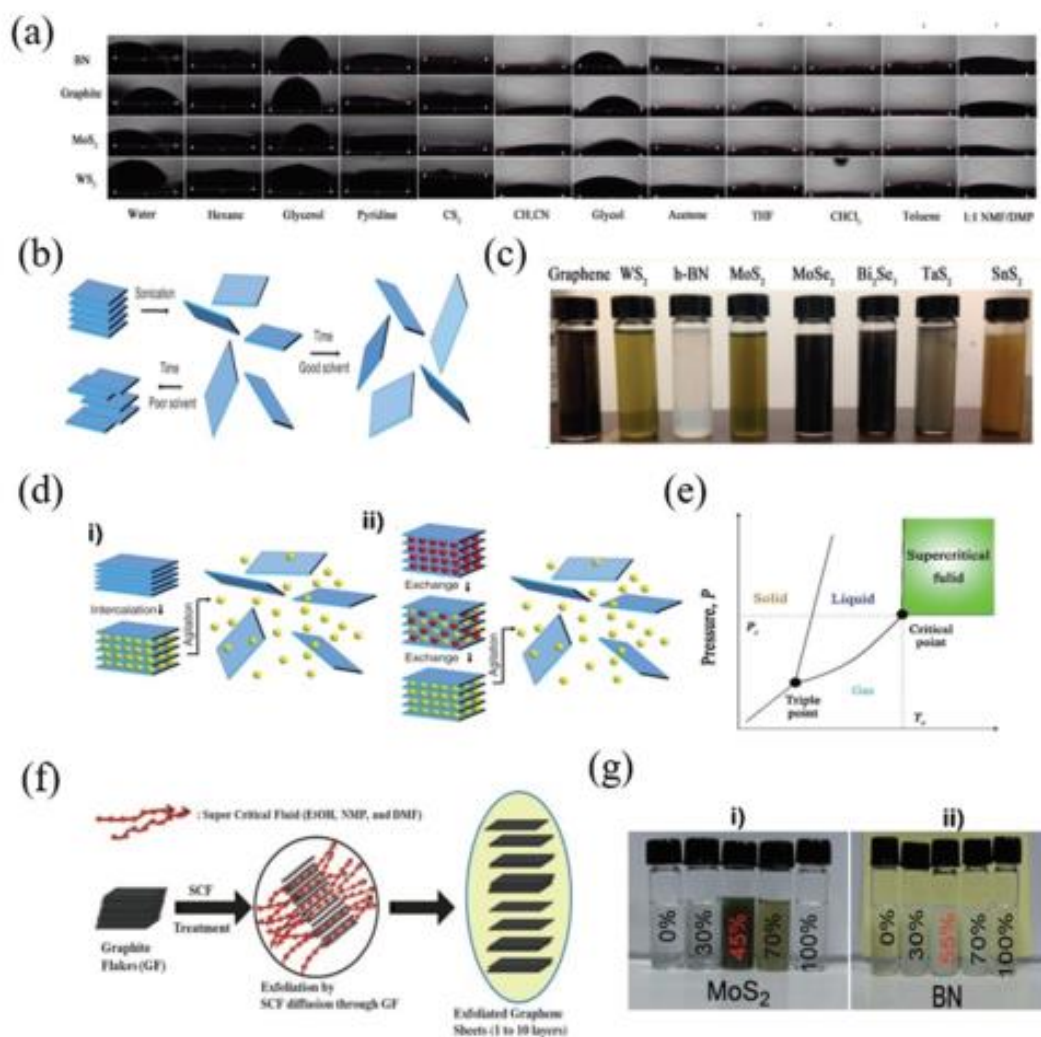 (a)
BN
Graphite
MoS₂
WS₂
Water Hexane Glycerol Pyridine CS₂ CH₃CN Glycol Acetone THF CHCl₃ Toluene 1:1 NMF/DMP
(b)
Sonication
Time
Good solvent
Time
Poor solvent
(c)
Graphene WS₂ h-BN MoS₂ MoSe₂ Bi₂Se₃ TaS₂ SnS₂
(d)
i)
Intercalation
Agitation
ii)
Exchange
Exchange
Agitation
(e)
Pressure, P
Solid
Liquid
Supercritical
fulid
Critical
point
Gas
Triple
point
P꜀
T꜀
(f)
: Super Critical Fluid (EtOH, NMP, and DMF)
SCF
Treatment
Graphite
Flakes (GF)
Exfoliation by
SCF diffusion through GF
Exfoliated Graphene
Sheets (1 to 10 layers)
(g)
i)
0% 30% 45% 70% 100%
MoS₂
ii)
0% 30% 55% 70% 100%
BN